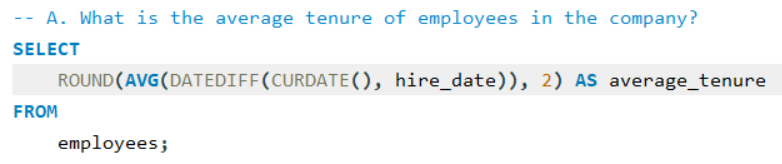 -- A. What is the average tenure of employees in the company?
SELECT
ROUND(AVG(DATEDIFF(CURDATE(), hire_date)), 2) AS average_tenure
FROM
employees;